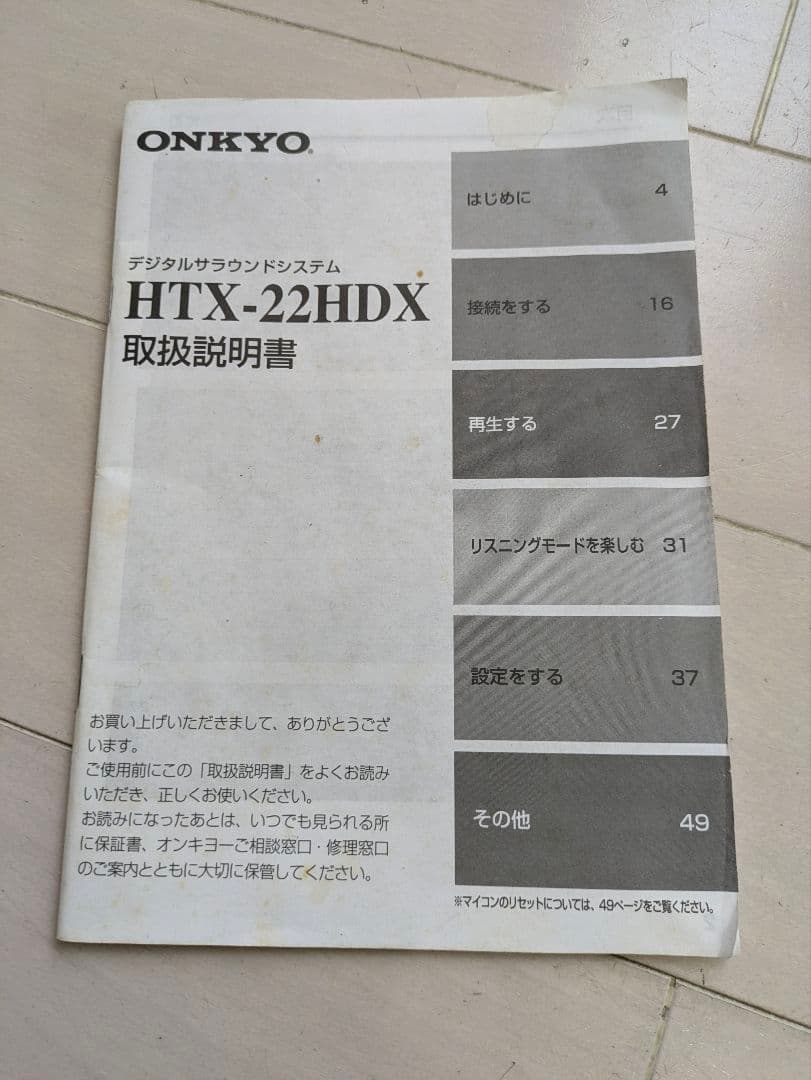 ONKYO®
デジタルサラウンドシステム
HTX-22HDX
取扱説明書
はじめに 4
接続をする 16
再生する 27
リスニングモードを楽しむ 31
設定をする 37
その他 49
お買い上げいただきまして、ありがとうござ
います。
ご使用前にこの「取扱説明書」をよくお読み
いただき、正しくお使いください。
お読みになったあとは、いつでも見られる所
に保証書、オンキヨーご相談窓口・修理窓口
のご案内とともに大切に保管してください。
※マイコンのリセットについては、49ページをご覧ください。